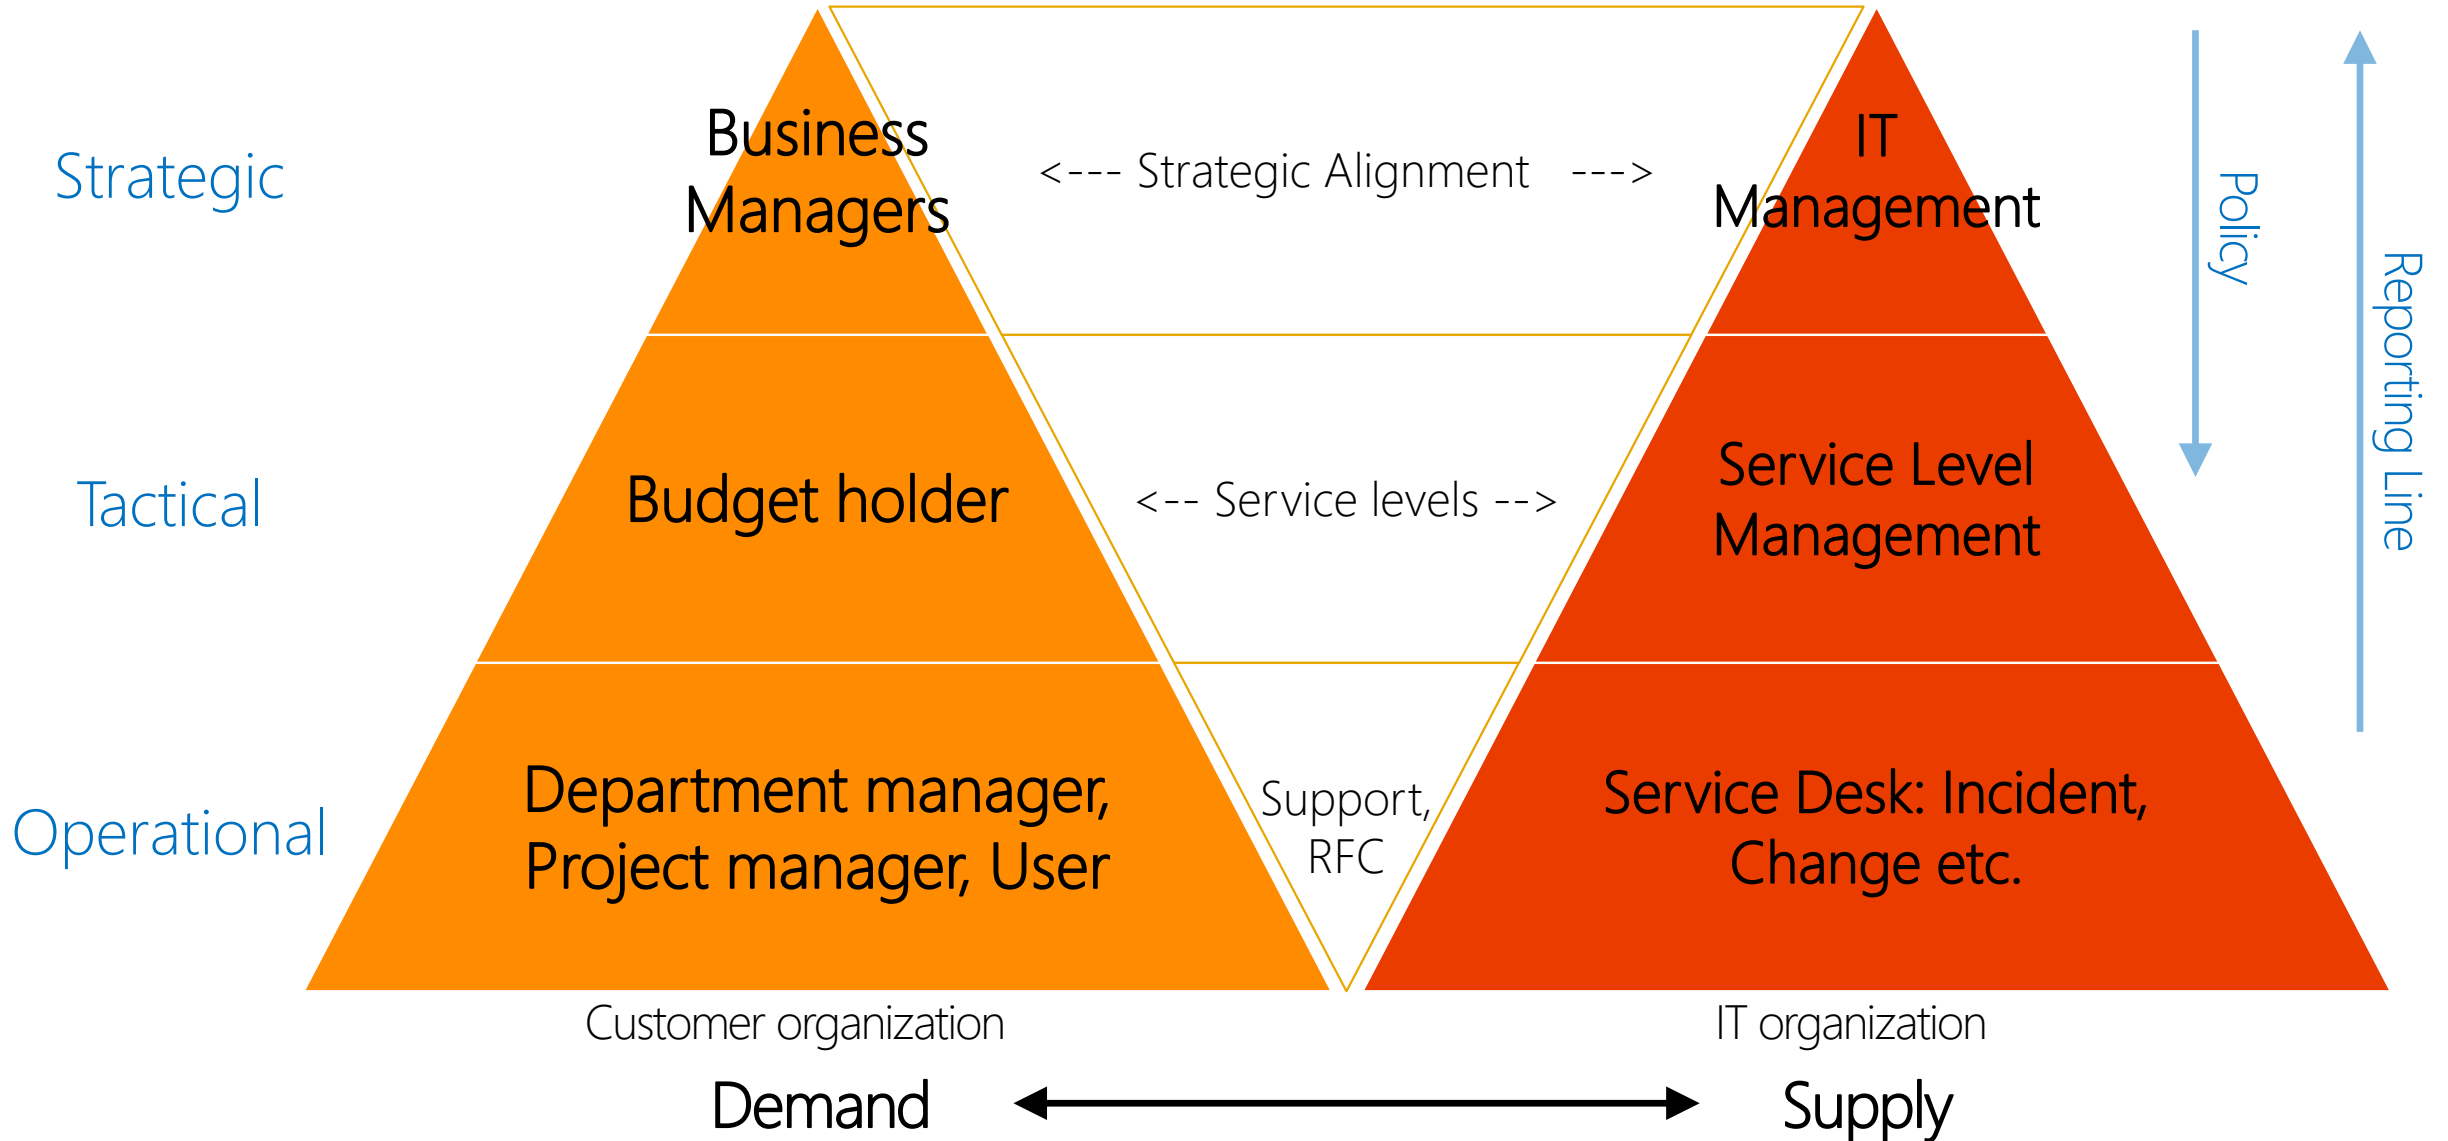 Business
Managers
Strategic
<--- Strategic Alignment --->
IT
Management
Policy
Reporting Line
Tactical
Budget holder
<-- Service levels -->
Service Level
Management
Operational
Department manager,
Project manager, User
Support,
RFC
Service Desk: Incident,
Change etc.
Customer organization
IT organization
Demand
Supply